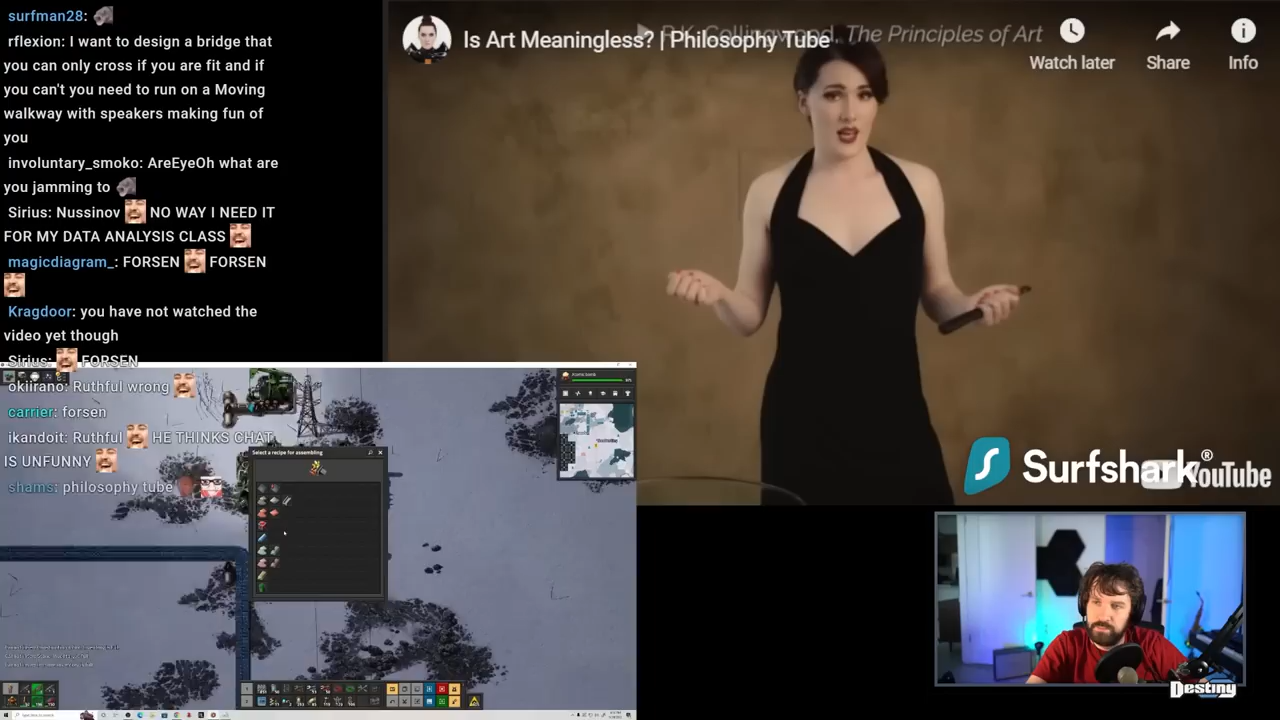 surfman28:
rflexion: I want to design a bridge that
you can only cross if you are fit and if
you can't you need to run on a Moving
walkway with speakers making fun of
you
involuntary_smoko: AreEyeOh what are
you jamming to
Sirius: Nussinov NO WAY I NEED IT
FOR MY DATA ANALYSIS CLASS
magicdiagram_: FORSEN FORSEN
Kragdoor: you have not watched the
video yet though
Sirius: FORSEN
okiirano: Ruthful wrong
carrier: forsen
ikandoit: Ruthful HE THINKS CHAT
IS UNFUNNY
shams: philosophy tube
Is Art Meaningless? | Philosophy Tube
The Principles of Art
Watch later
Share
Info
Surfshark®
YouTube
Select a recipe for assembling
Destiny